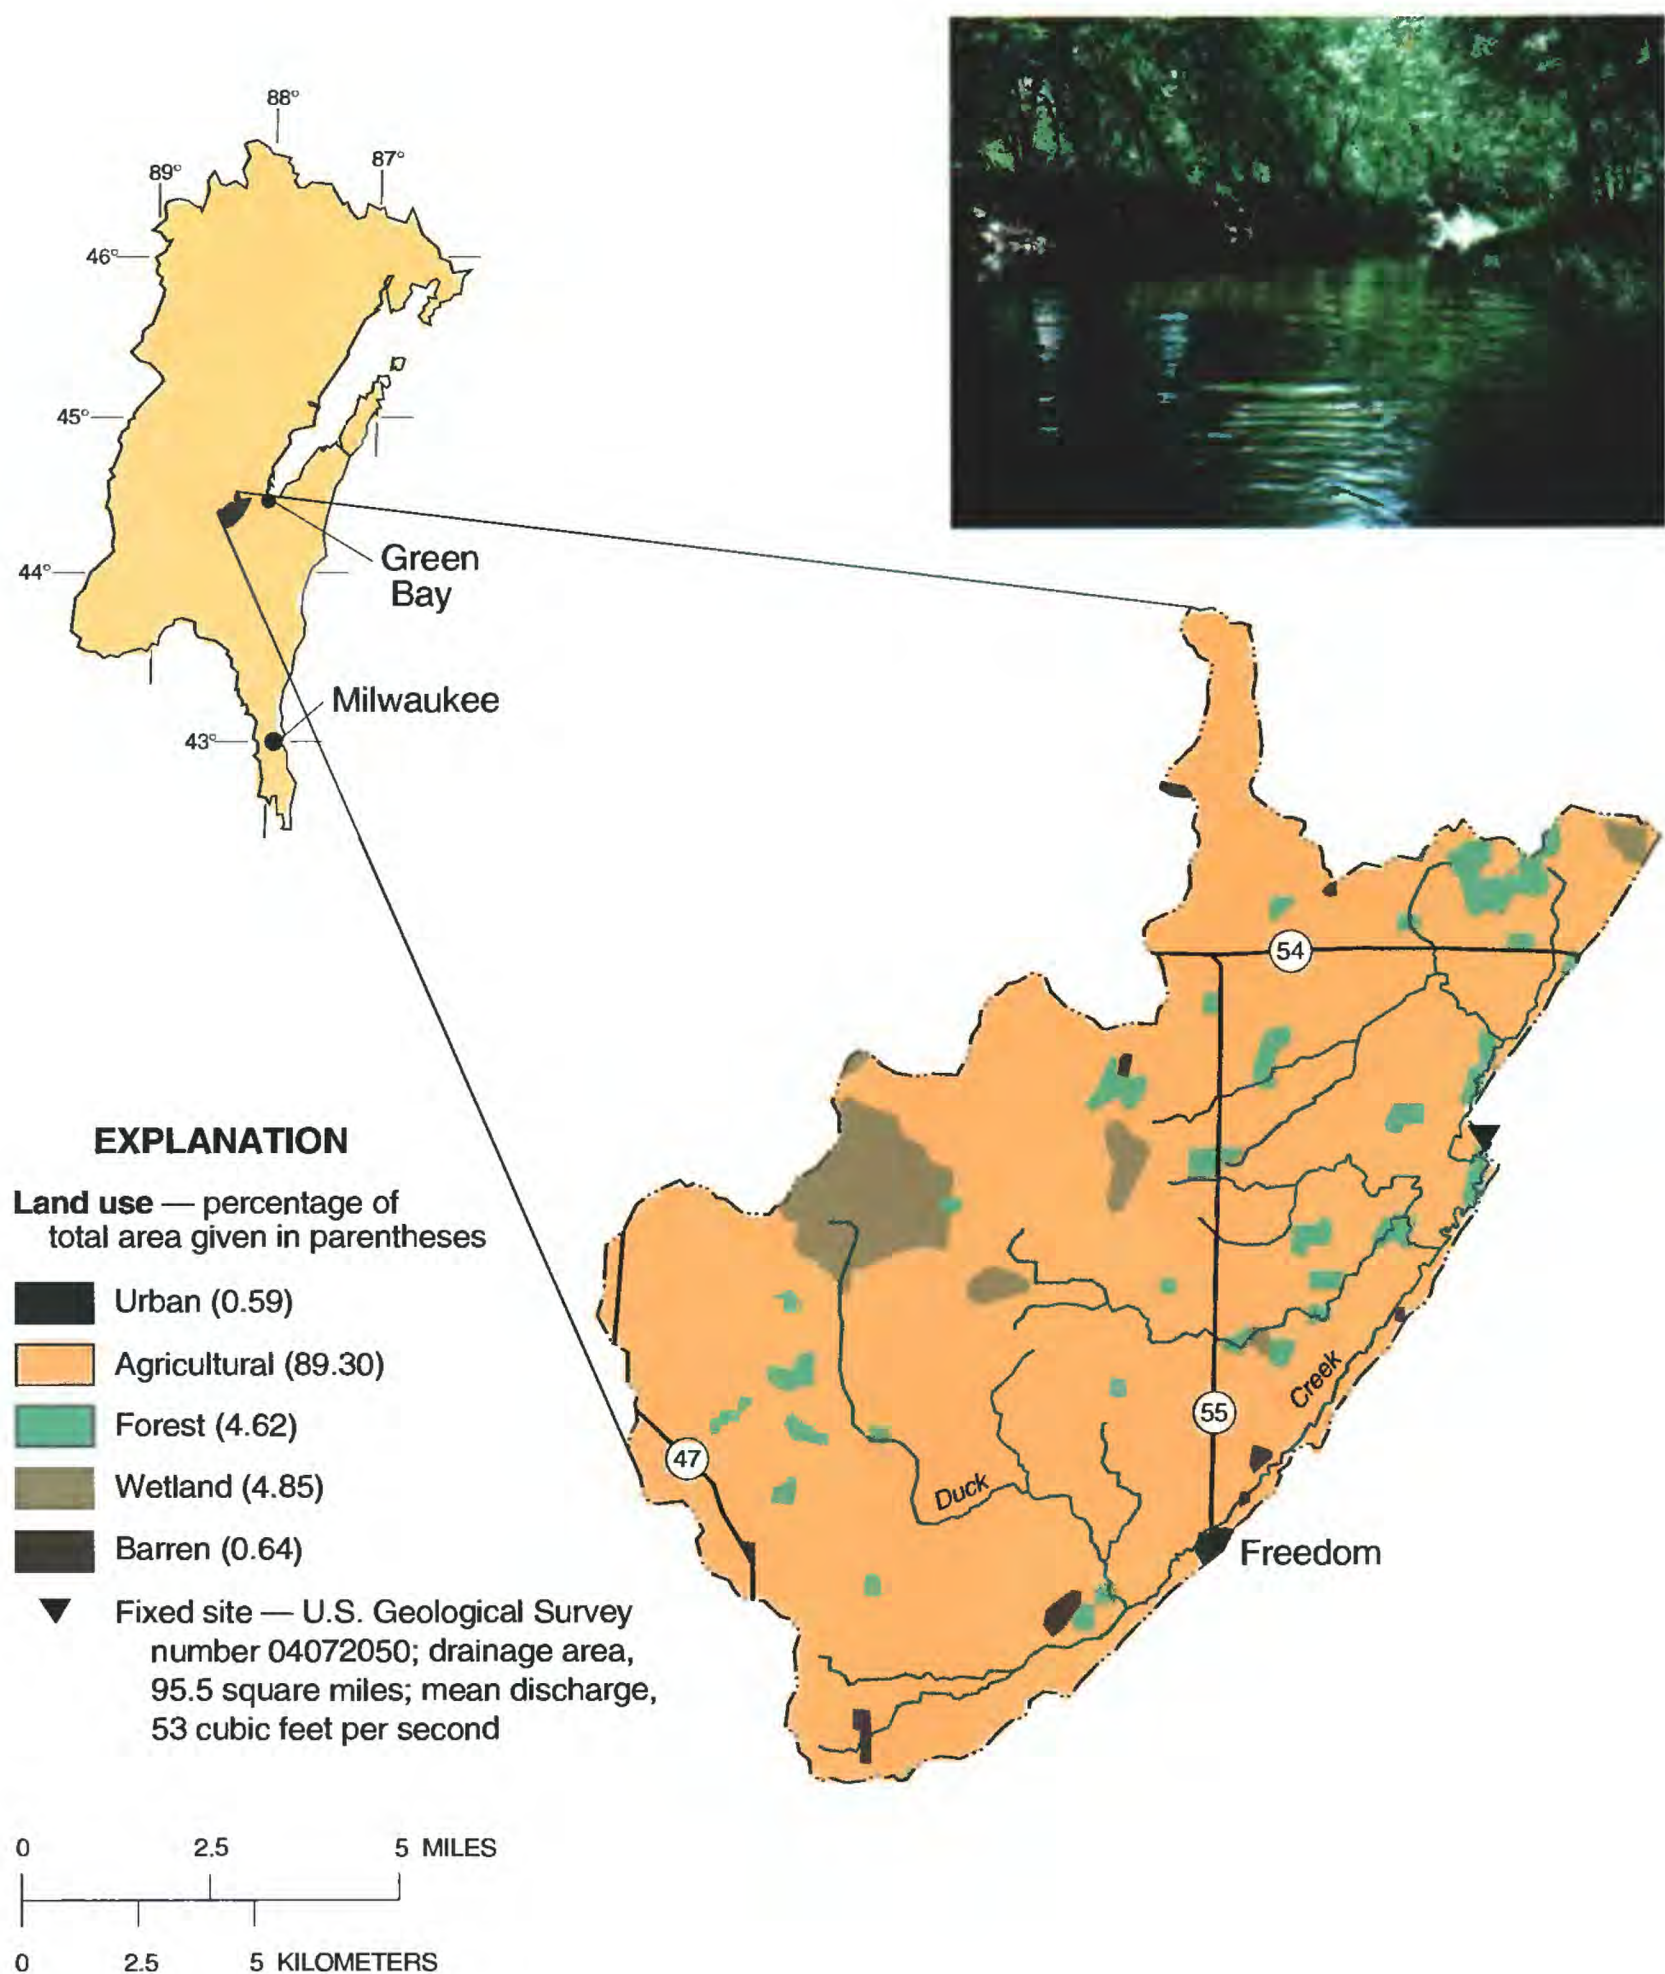 88°
87°
89°
46°
45°
44°
Green
Bay
Milwaukee
43°
54
EXPLANATION
Land use — percentage of
total area given in parentheses
Urban (0.59)
Agricultural (89.30)
Forest (4.62)
Wetland (4.85)
Barren (0.64)
Fixed site — U.S. Geological Survey
number 04072050; drainage area,
95.5 square miles; mean discharge,
53 cubic feet per second
Creek
55
47
Duck
Freedom
0 2.5 5 MILES
0 2.5 5 KILOMETERS